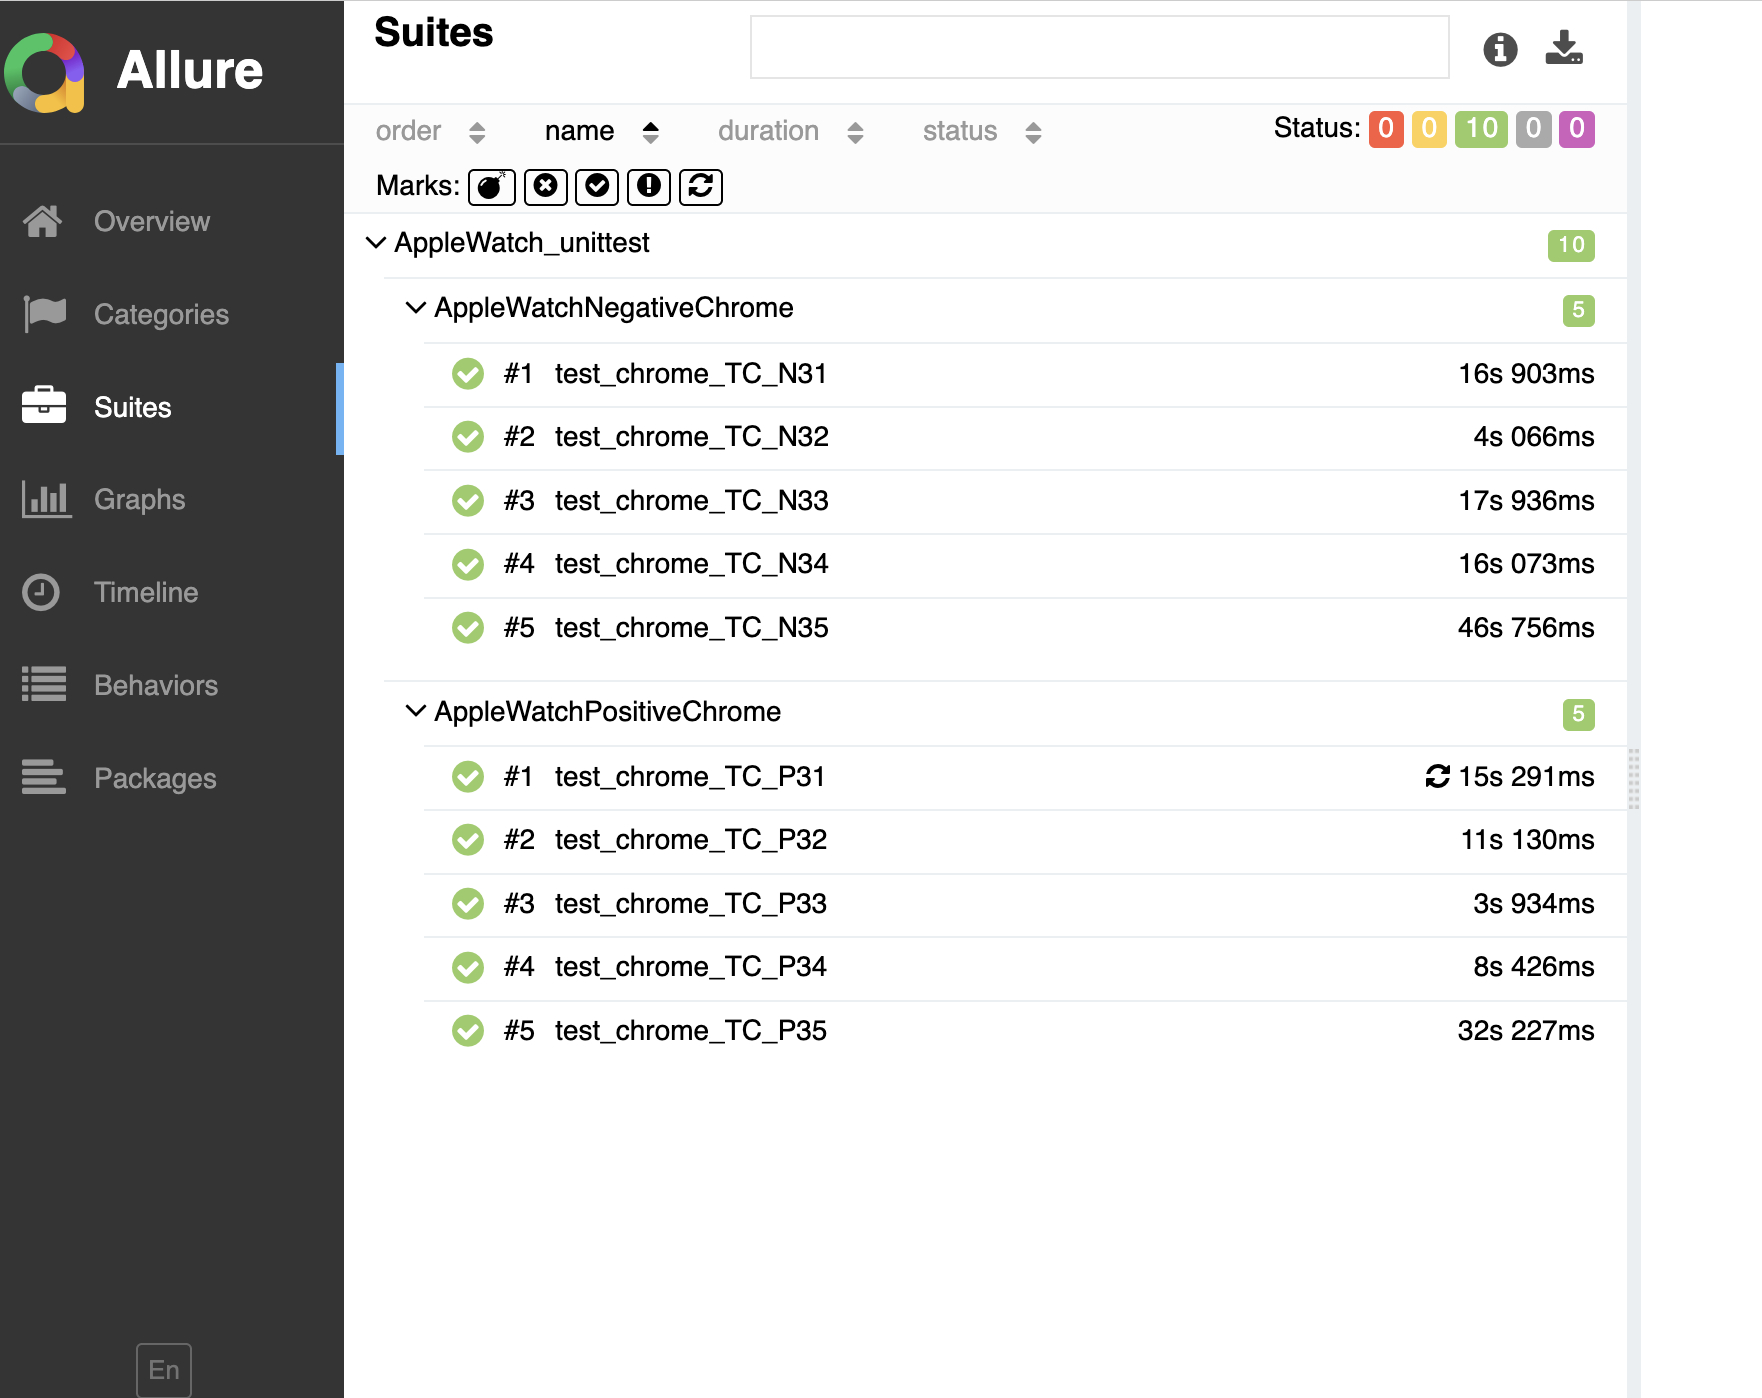 Allure
Overview
Categories
Suites
Graphs
Timeline
Behaviors
Packages
En
Suites
order name duration status Status: 0 0 10 0 0
Marks:
AppleWatch_unittest 10
AppleWatchNegativeChrome 5
#1 test_chrome_TC_N31 16s 903ms
#2 test_chrome_TC_N32 4s 066ms
#3 test_chrome_TC_N33 17s 936ms
#4 test_chrome_TC_N34 16s 073ms
#5 test_chrome_TC_N35 46s 756ms
AppleWatchPositiveChrome 5
#1 test_chrome_TC_P31 15s 291ms
#2 test_chrome_TC_P32 11s 130ms
#3 test_chrome_TC_P33 3s 934ms
#4 test_chrome_TC_P34 8s 426ms
#5 test_chrome_TC_P35 32s 227ms